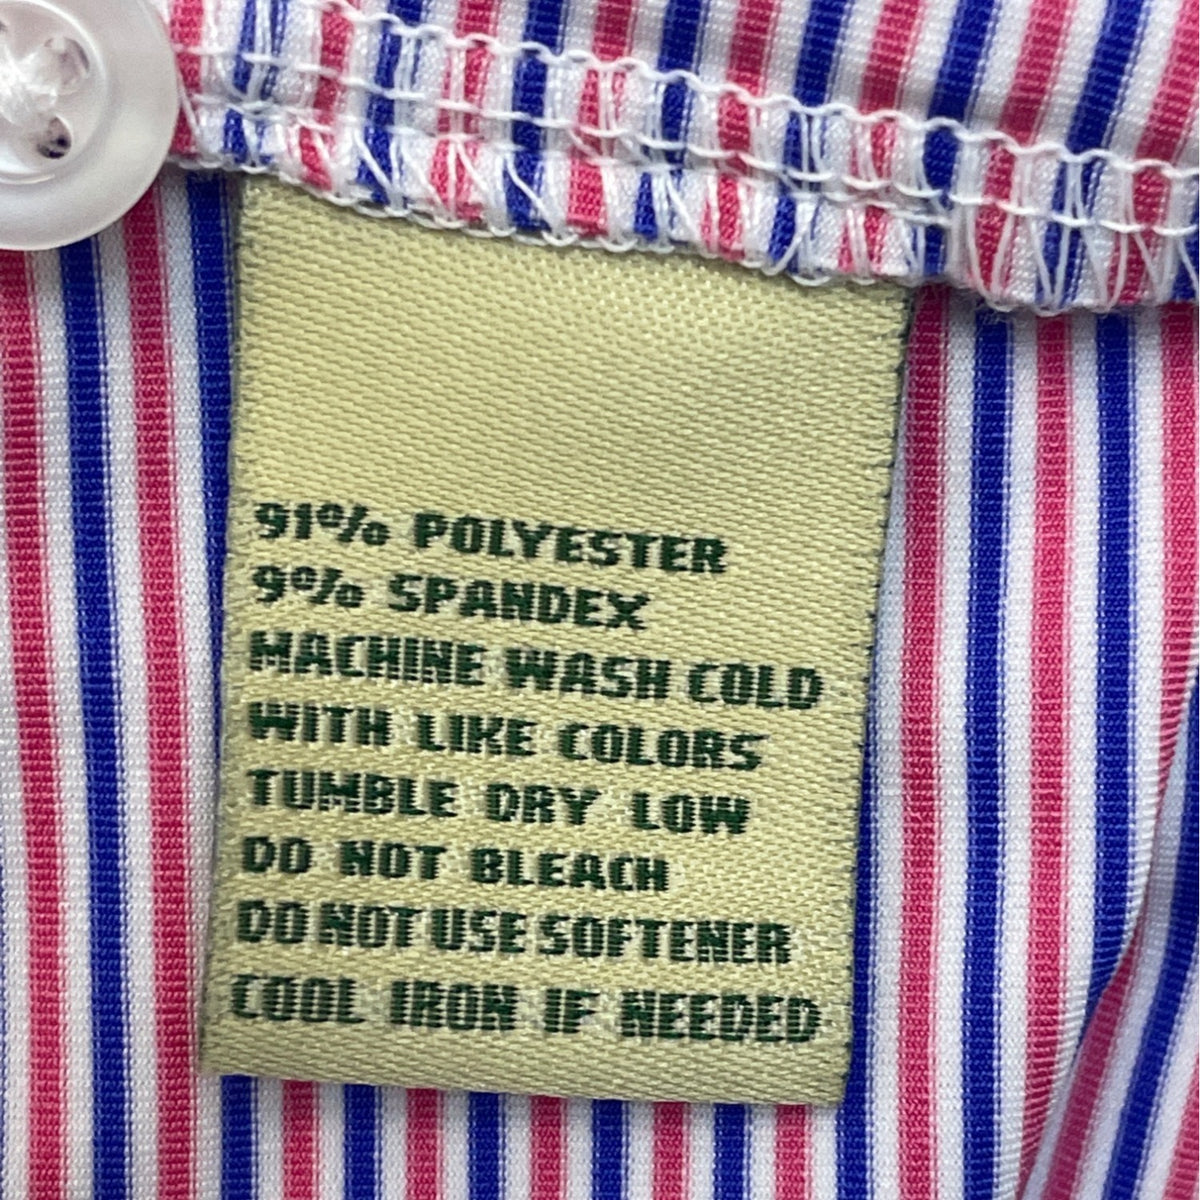 91% POLYESTER
9% SPANDEX
MACHINE WASH COLD
WITH LIKE COLORS
TUMBLE DRY LOW
DO NOT BLEACH
DO NOT USE SOFTENER
COOL IRON IF NEEDED